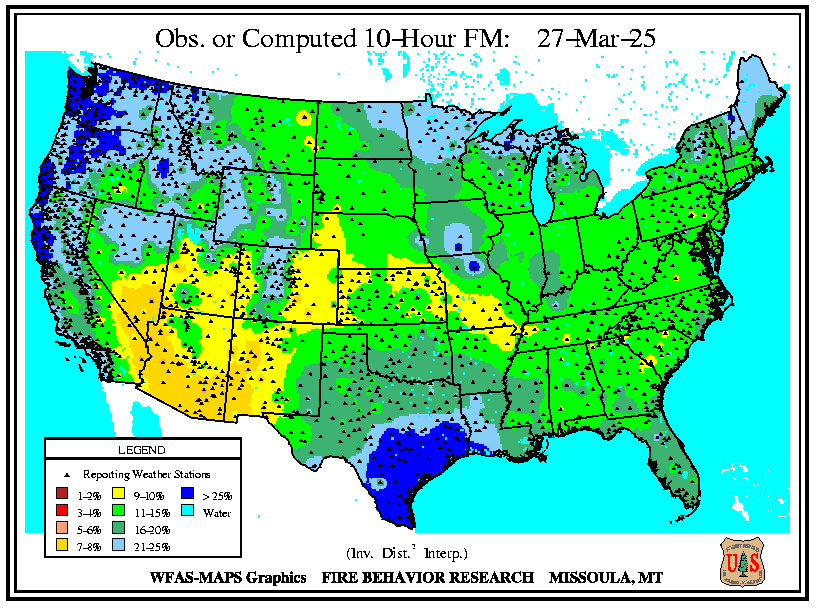 Obs. or Computed 10-Hour FM: 27-Mar-25
LEGEND
Reporting Weather Stations
1-2% 9-10% > 25%
3-4% 11-15% Water
5-6% 16-20%
7-8% 21-25%
(Inv. Dist.² Interp.)
WFAS-MAPS Graphics FIRE BEHAVIOR RESEARCH MISSOULA, MT
U S